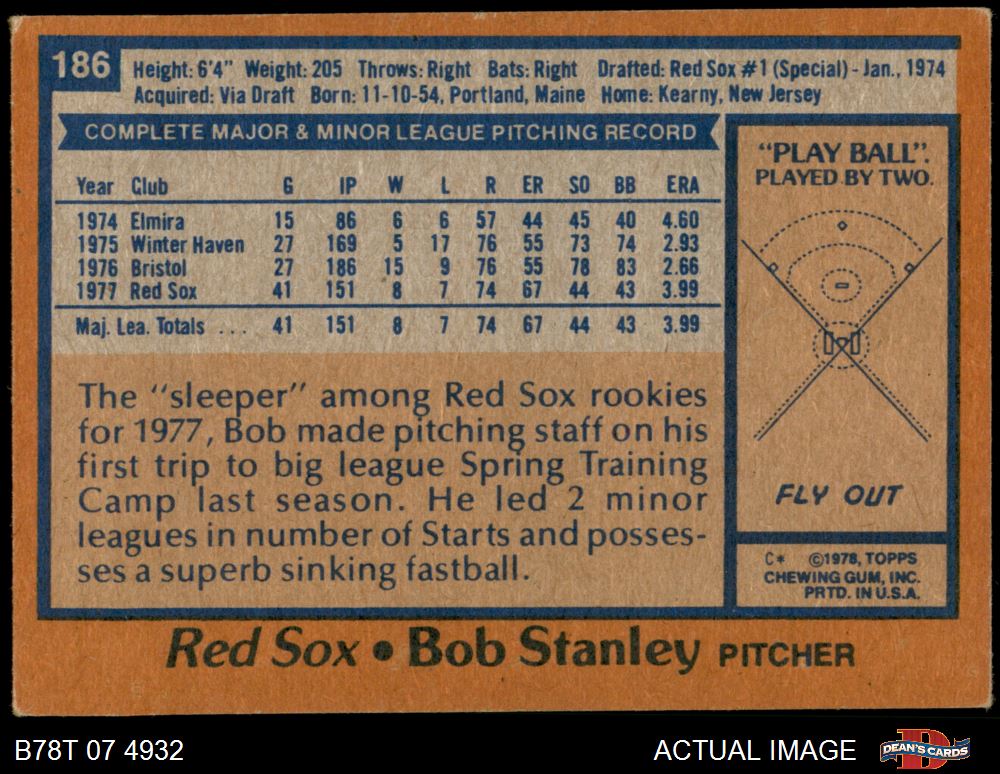 186
Height: 6'4" Weight: 205 Throws: Right Bats: Right Drafted: Red Sox #1 (Special) - Jan., 1974
Acquired: Via Draft Born: 11-10-54, Portland, Maine Home: Kearny, New Jersey
COMPLETE MAJOR & MINOR LEAGUE PITCHING RECORD
Year Club G IP W L R ER SO BB ERA
1974 Elmira 15 86 6 6 57 44 45 40 4.60
1975 Winter Haven 27 169 5 17 76 55 73 74 2.93
1976 Bristol 27 186 15 9 76 55 78 83 2.66
1977 Red Sox 41 151 8 7 74 67 44 43 3.99
Maj. Lea. Totals ... 41 151 8 7 74 67 44 43 3.99
The "sleeper" among Red Sox rookies
for 1977, Bob made pitching staff on his
first trip to big league Spring Training
Camp last season. He led 2 minor
leagues in number of Starts and posses-
ses a superb sinking fastball.
"PLAY BALL".
PLAYED BY TWO.
FLY OUT
C* ©1978, TOPPS
CHEWING GUM, INC.
PRTD. IN U.S.A.
Red Sox • Bob Stanley PITCHER
B78T 07 4932
ACTUAL IMAGE
DEAN'S CARDS